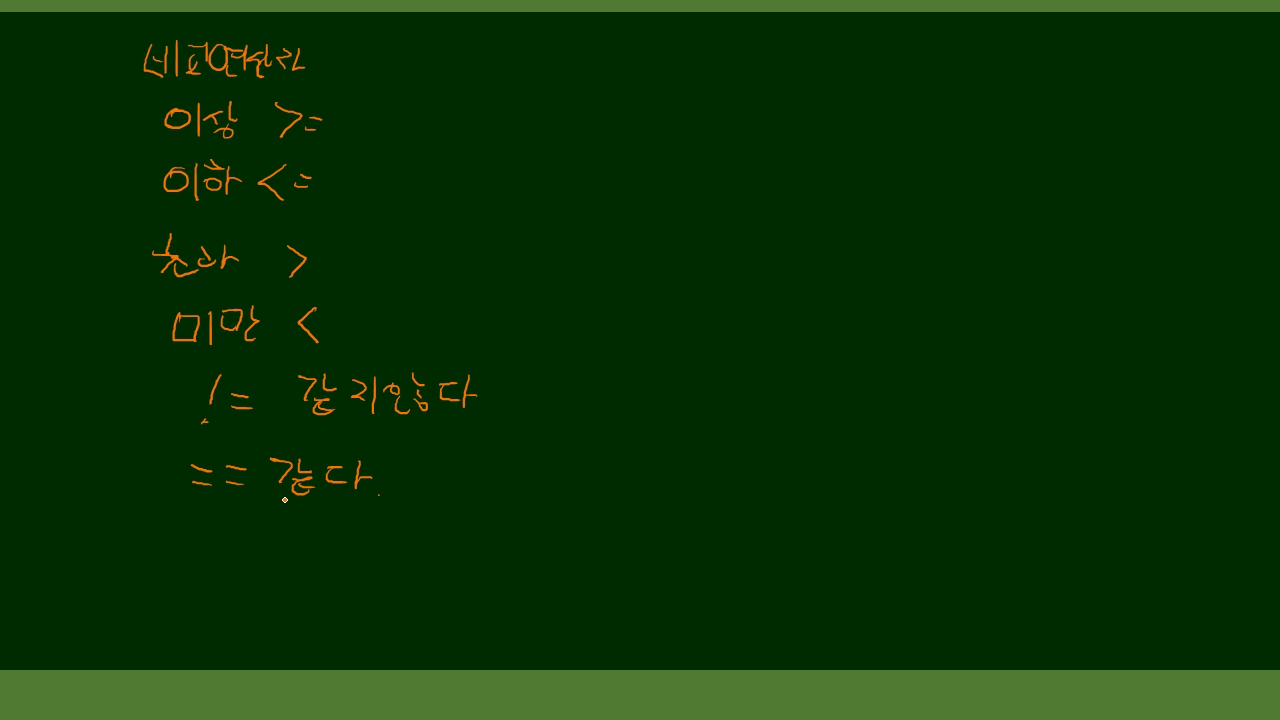 비교연산자
이상 >=
이하 <=
초과 >
미만 <
!= 같지않다
== 같다.